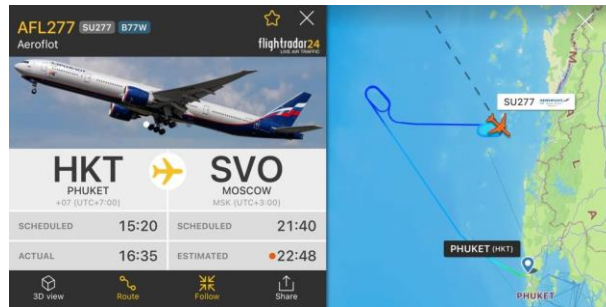 AFL277 SU277 B77W
Aeroflot
flightradar24
LIVE AIR TRAFFIC
HKT
PHUKET
+07 (UTC+7:00)
SVO
MOSCOW
MSK (UTC+3:00)
SCHEDULED 15:20
SCHEDULED 21:40
ACTUAL 16:35
ESTIMATED 22:48
3D view
Route
Follow
Share
SU277
PHUKET (HKT)
PHUKET